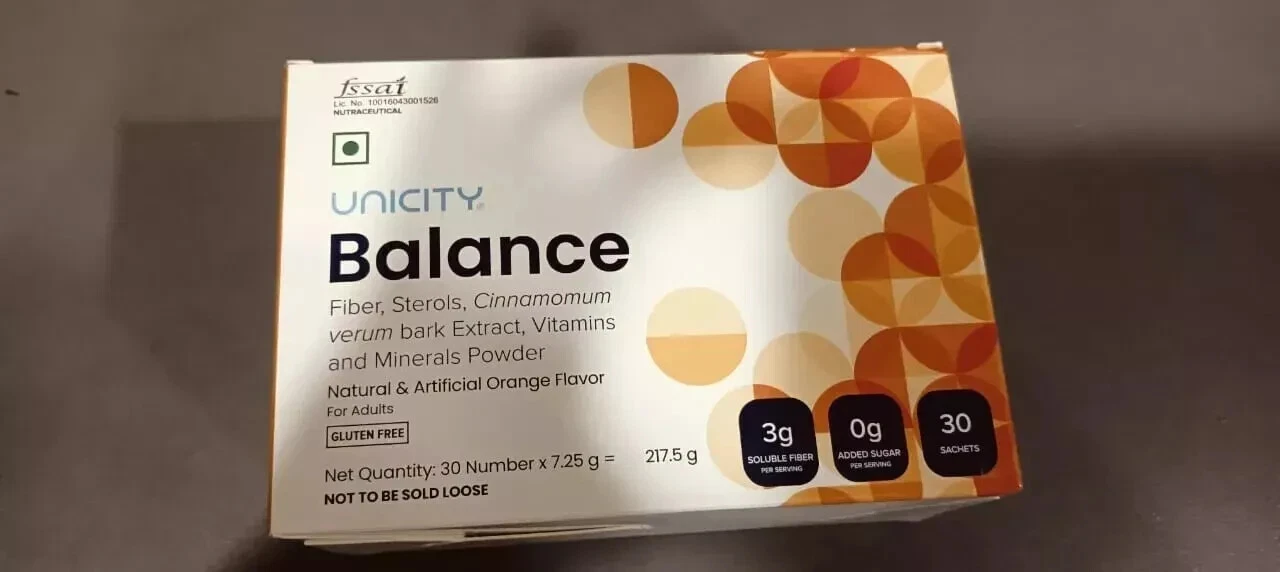 fssai
Lic. No. 10016043001526
NUTRACEUTICAL
UNICITY®
Balance
Fiber, Sterols, Cinnamomum
verum bark Extract, Vitamins
and Minerals Powder
Natural & Artificial Orange Flavor
For Adults
GLUTEN FREE
Net Quantity: 30 Number x 7.25 g = 217.5 g
NOT TO BE SOLD LOOSE
3g
SOLUBLE FIBER
PER SERVING
0g
ADDED SUGAR
PER SERVING
30
SACHETS